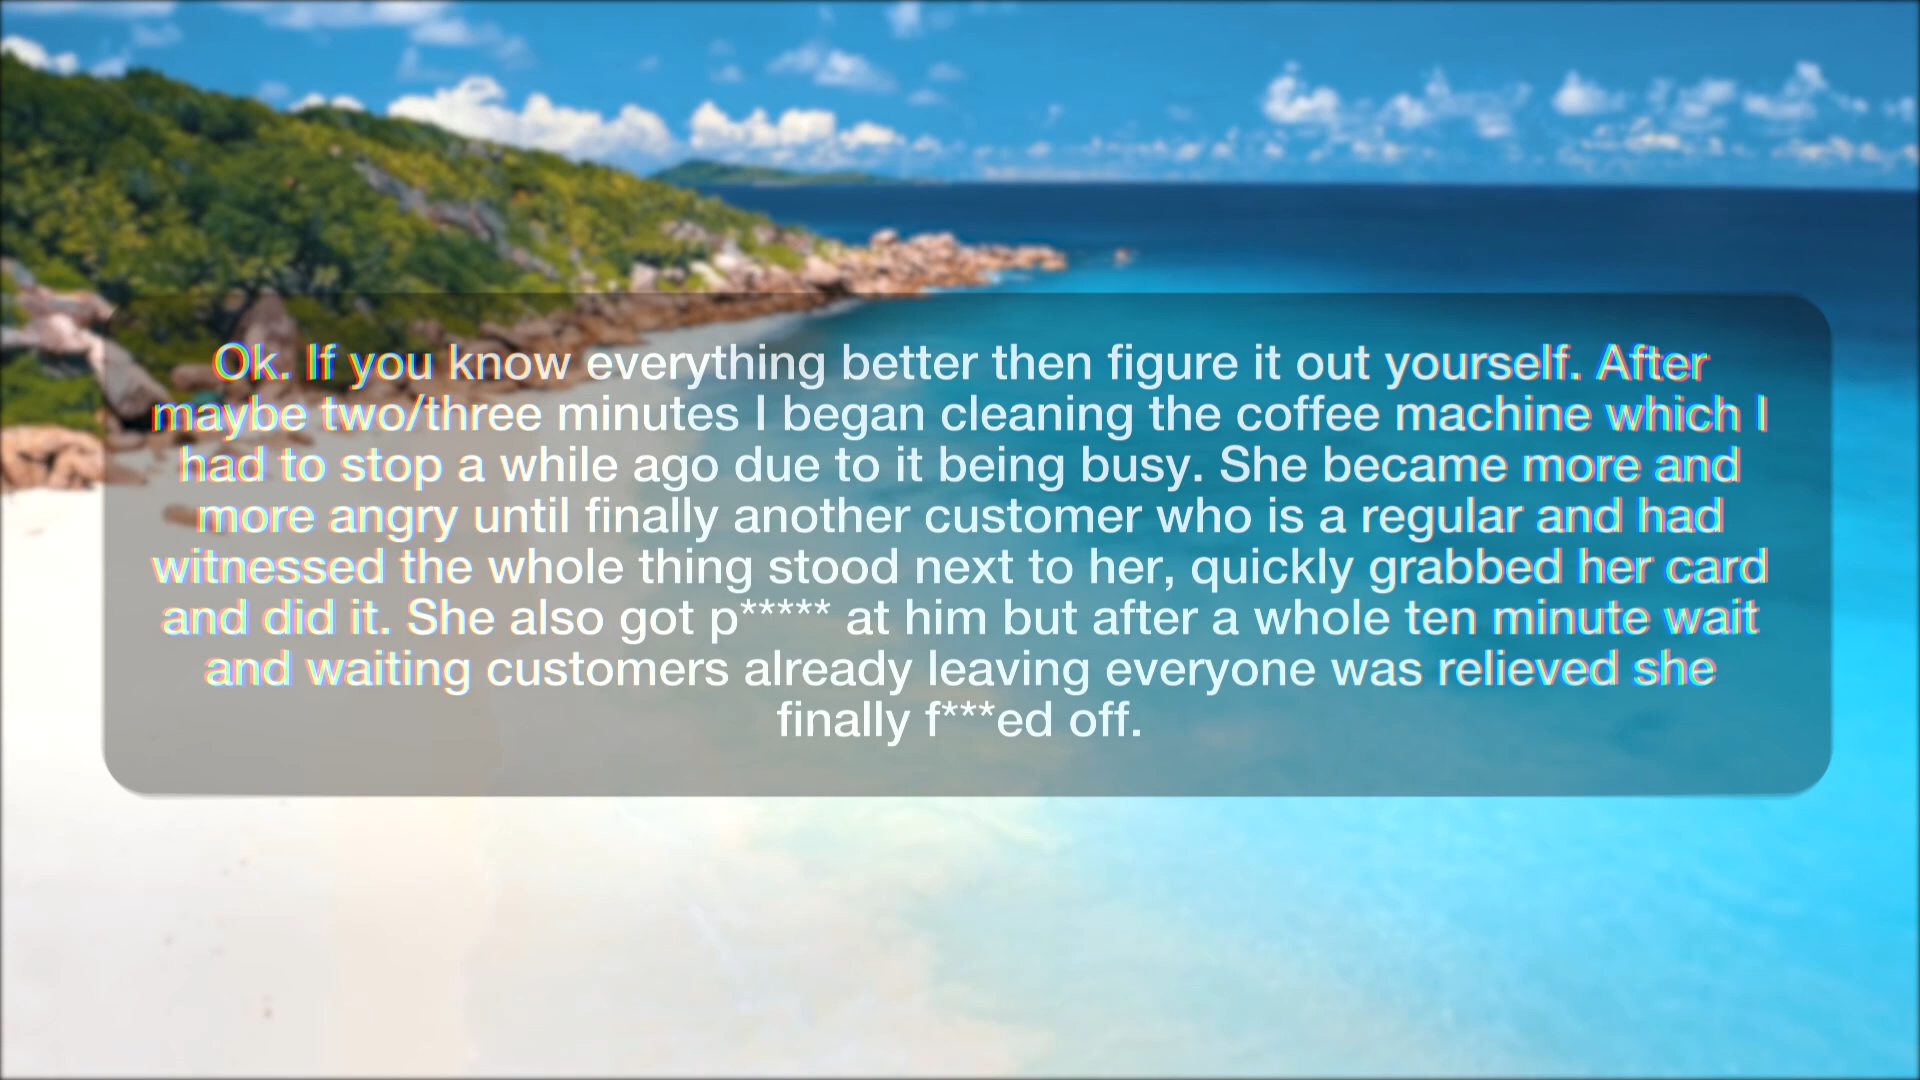 Ok. If you know everything better then figure it out yourself. After
maybe two/three minutes I began cleaning the coffee machine which I
had to stop a while ago due to it being busy. She became more and
more angry until finally another customer who is a regular and had
witnessed the whole thing stood next to her, quickly grabbed her card
and did it. She also got p***** at him but after a whole ten minute wait
and waiting customers already leaving everyone was relieved she
finally f***ed off.